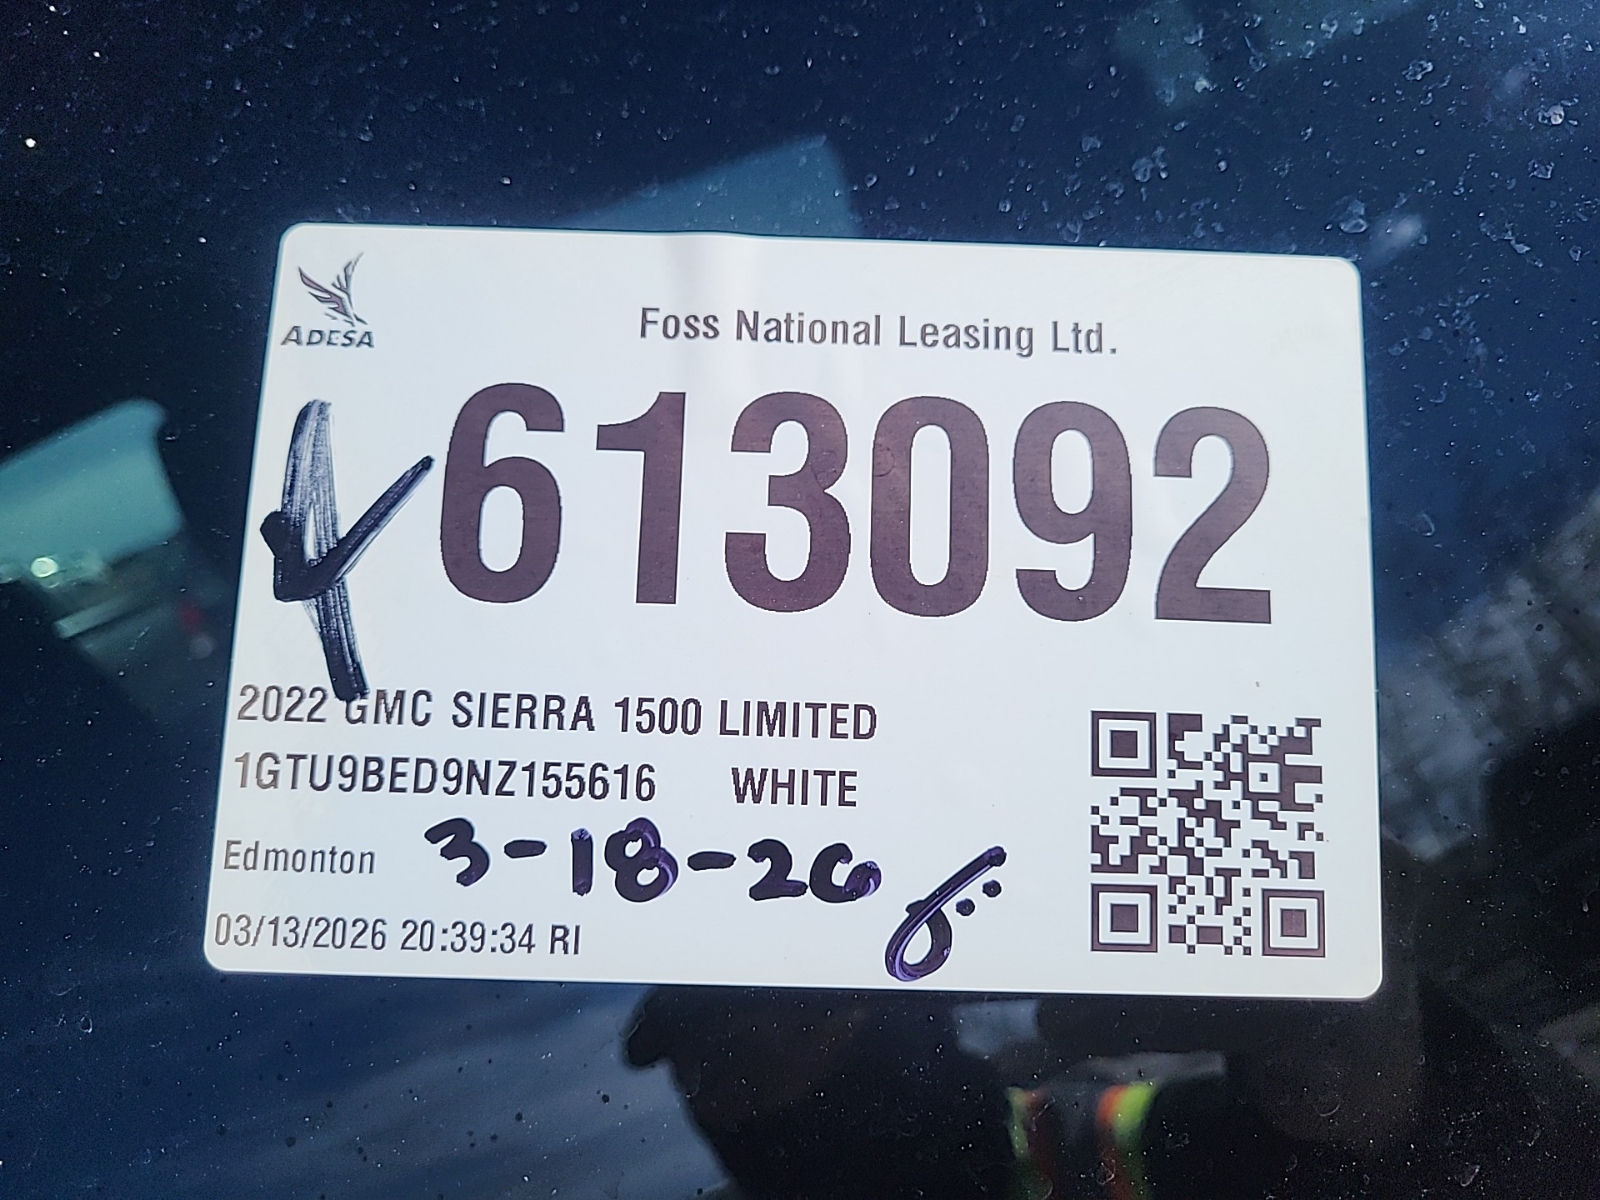 ADESA
Foss National Leasing Ltd.
613092
2022 GMC SIERRA 1500 LIMITED
1GTU9BED9NZ155616 WHITE
Edmonton 3-18-26
03/13/2026 20:39:34 RI